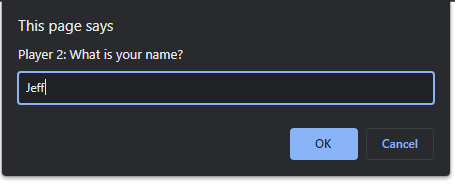 This page says
Player 2: What is your name?
Jeff
OK
Cancel